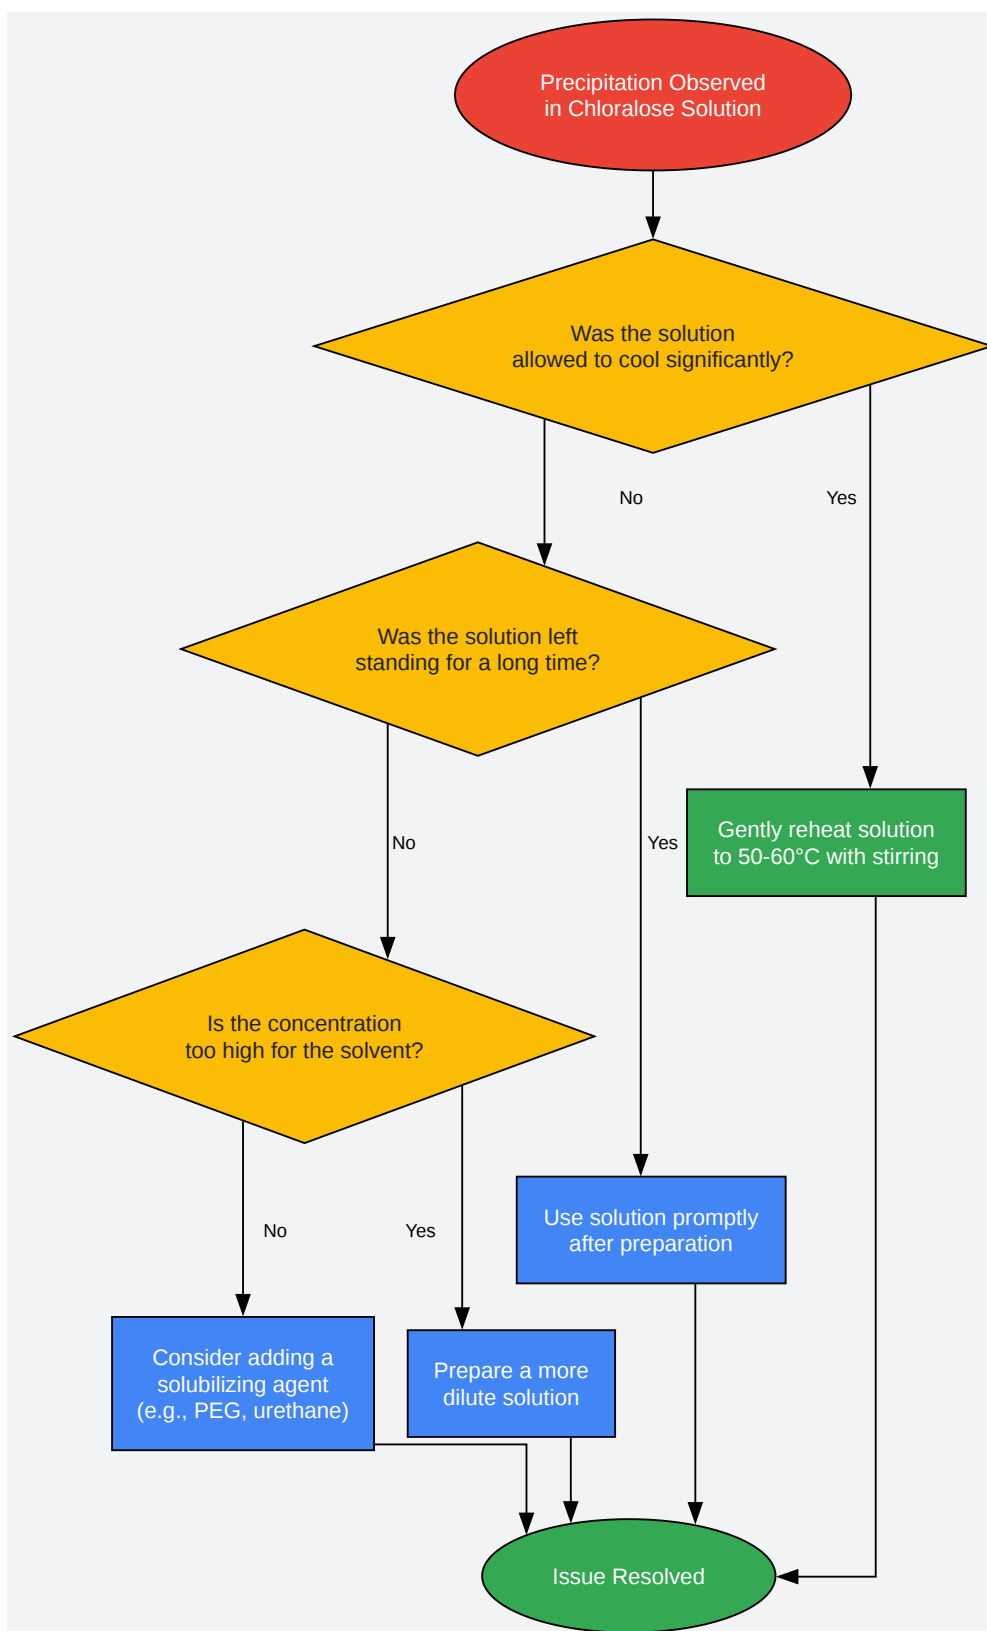 Precipitation Observed
in Chloralose Solution
Was the solution
allowed to cool significantly?
No
Yes
Was the solution left
standing for a long time?
Gently reheat solution
to 50-60°C with stirring
No
Yes
Is the concentration
too high for the solvent?
Use solution promptly
after preparation
No
Yes
Consider adding a
solubilizing agent
(e.g., PEG, urethane)
Prepare a more
dilute solution
Issue Resolved